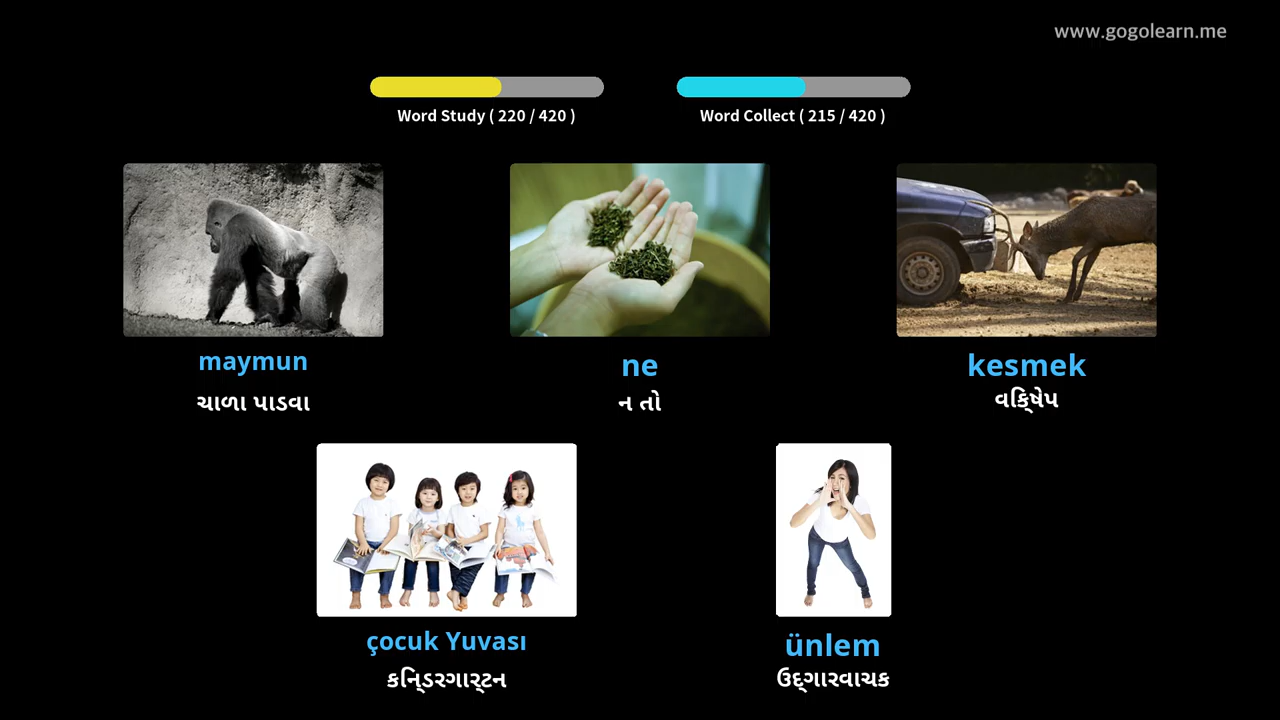 www.gogolearn.me
Word Study ( 220 / 420 )
Word Collect ( 215 / 420 )
maymun
ચાળા પાડવા
ne
ન તો
kesmek
વિક્ષેપ
çocuk Yuvası
કિન્ડરગાર્ટન
ünlem
ઉદ્ગારવાચક